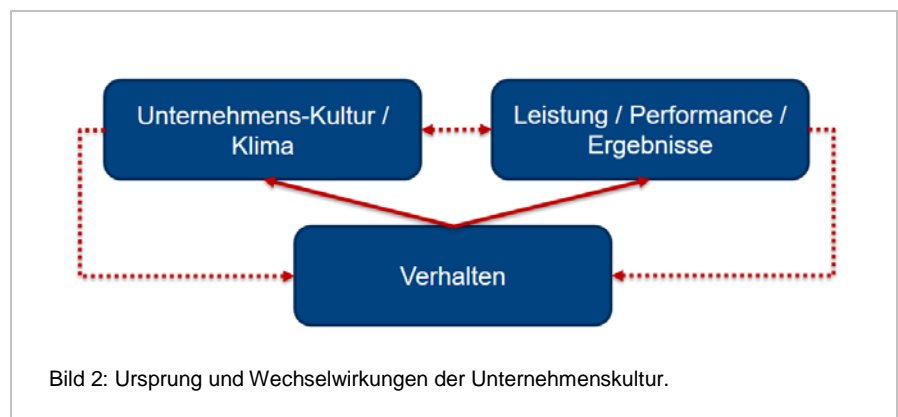 Unternehmens-Kultur /
Klima
Leistung / Performance /
Ergebnisse
Verhalten
Bild 2: Ursprung und Wechselwirkungen der Unternehmenskultur.